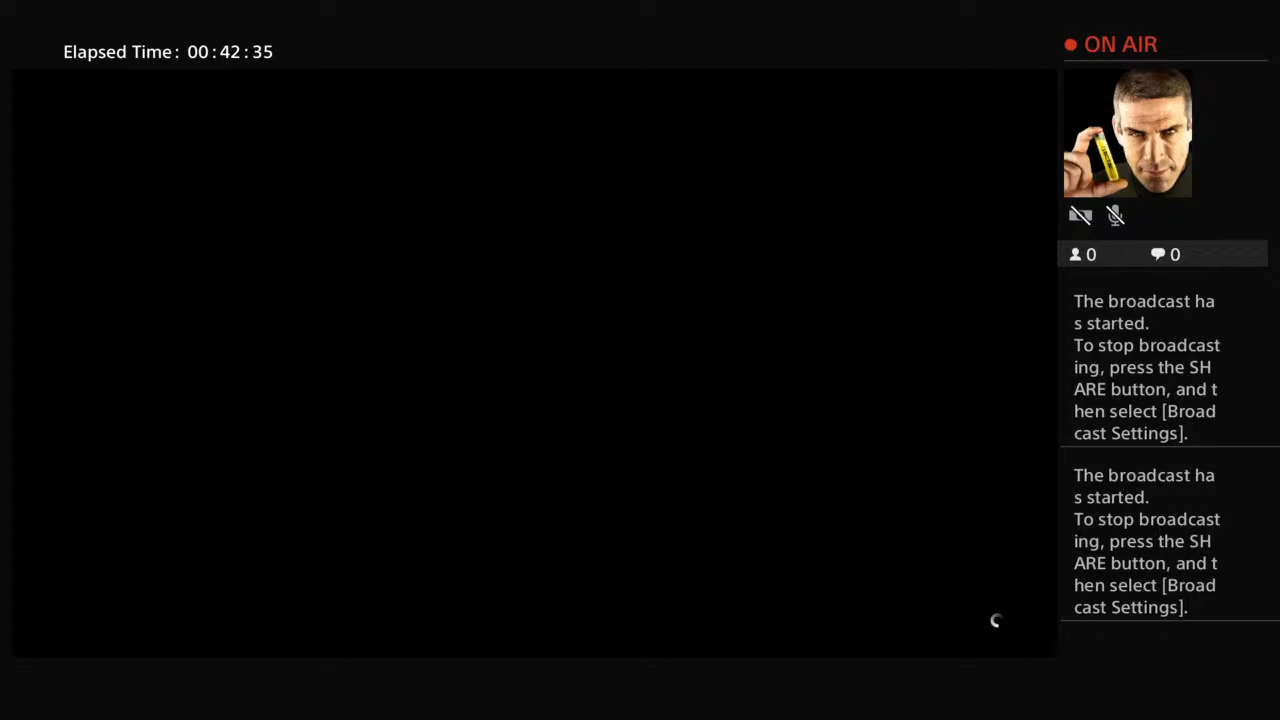 Elapsed Time: 00:42:35
ON AIR
0 0
The broadcast ha
s started.
To stop broadcast
ing, press the SH
ARE button, and t
hen select [Broad
cast Settings].
The broadcast ha
s started.
To stop broadcast
ing, press the SH
ARE button, and t
hen select [Broad
cast Settings].